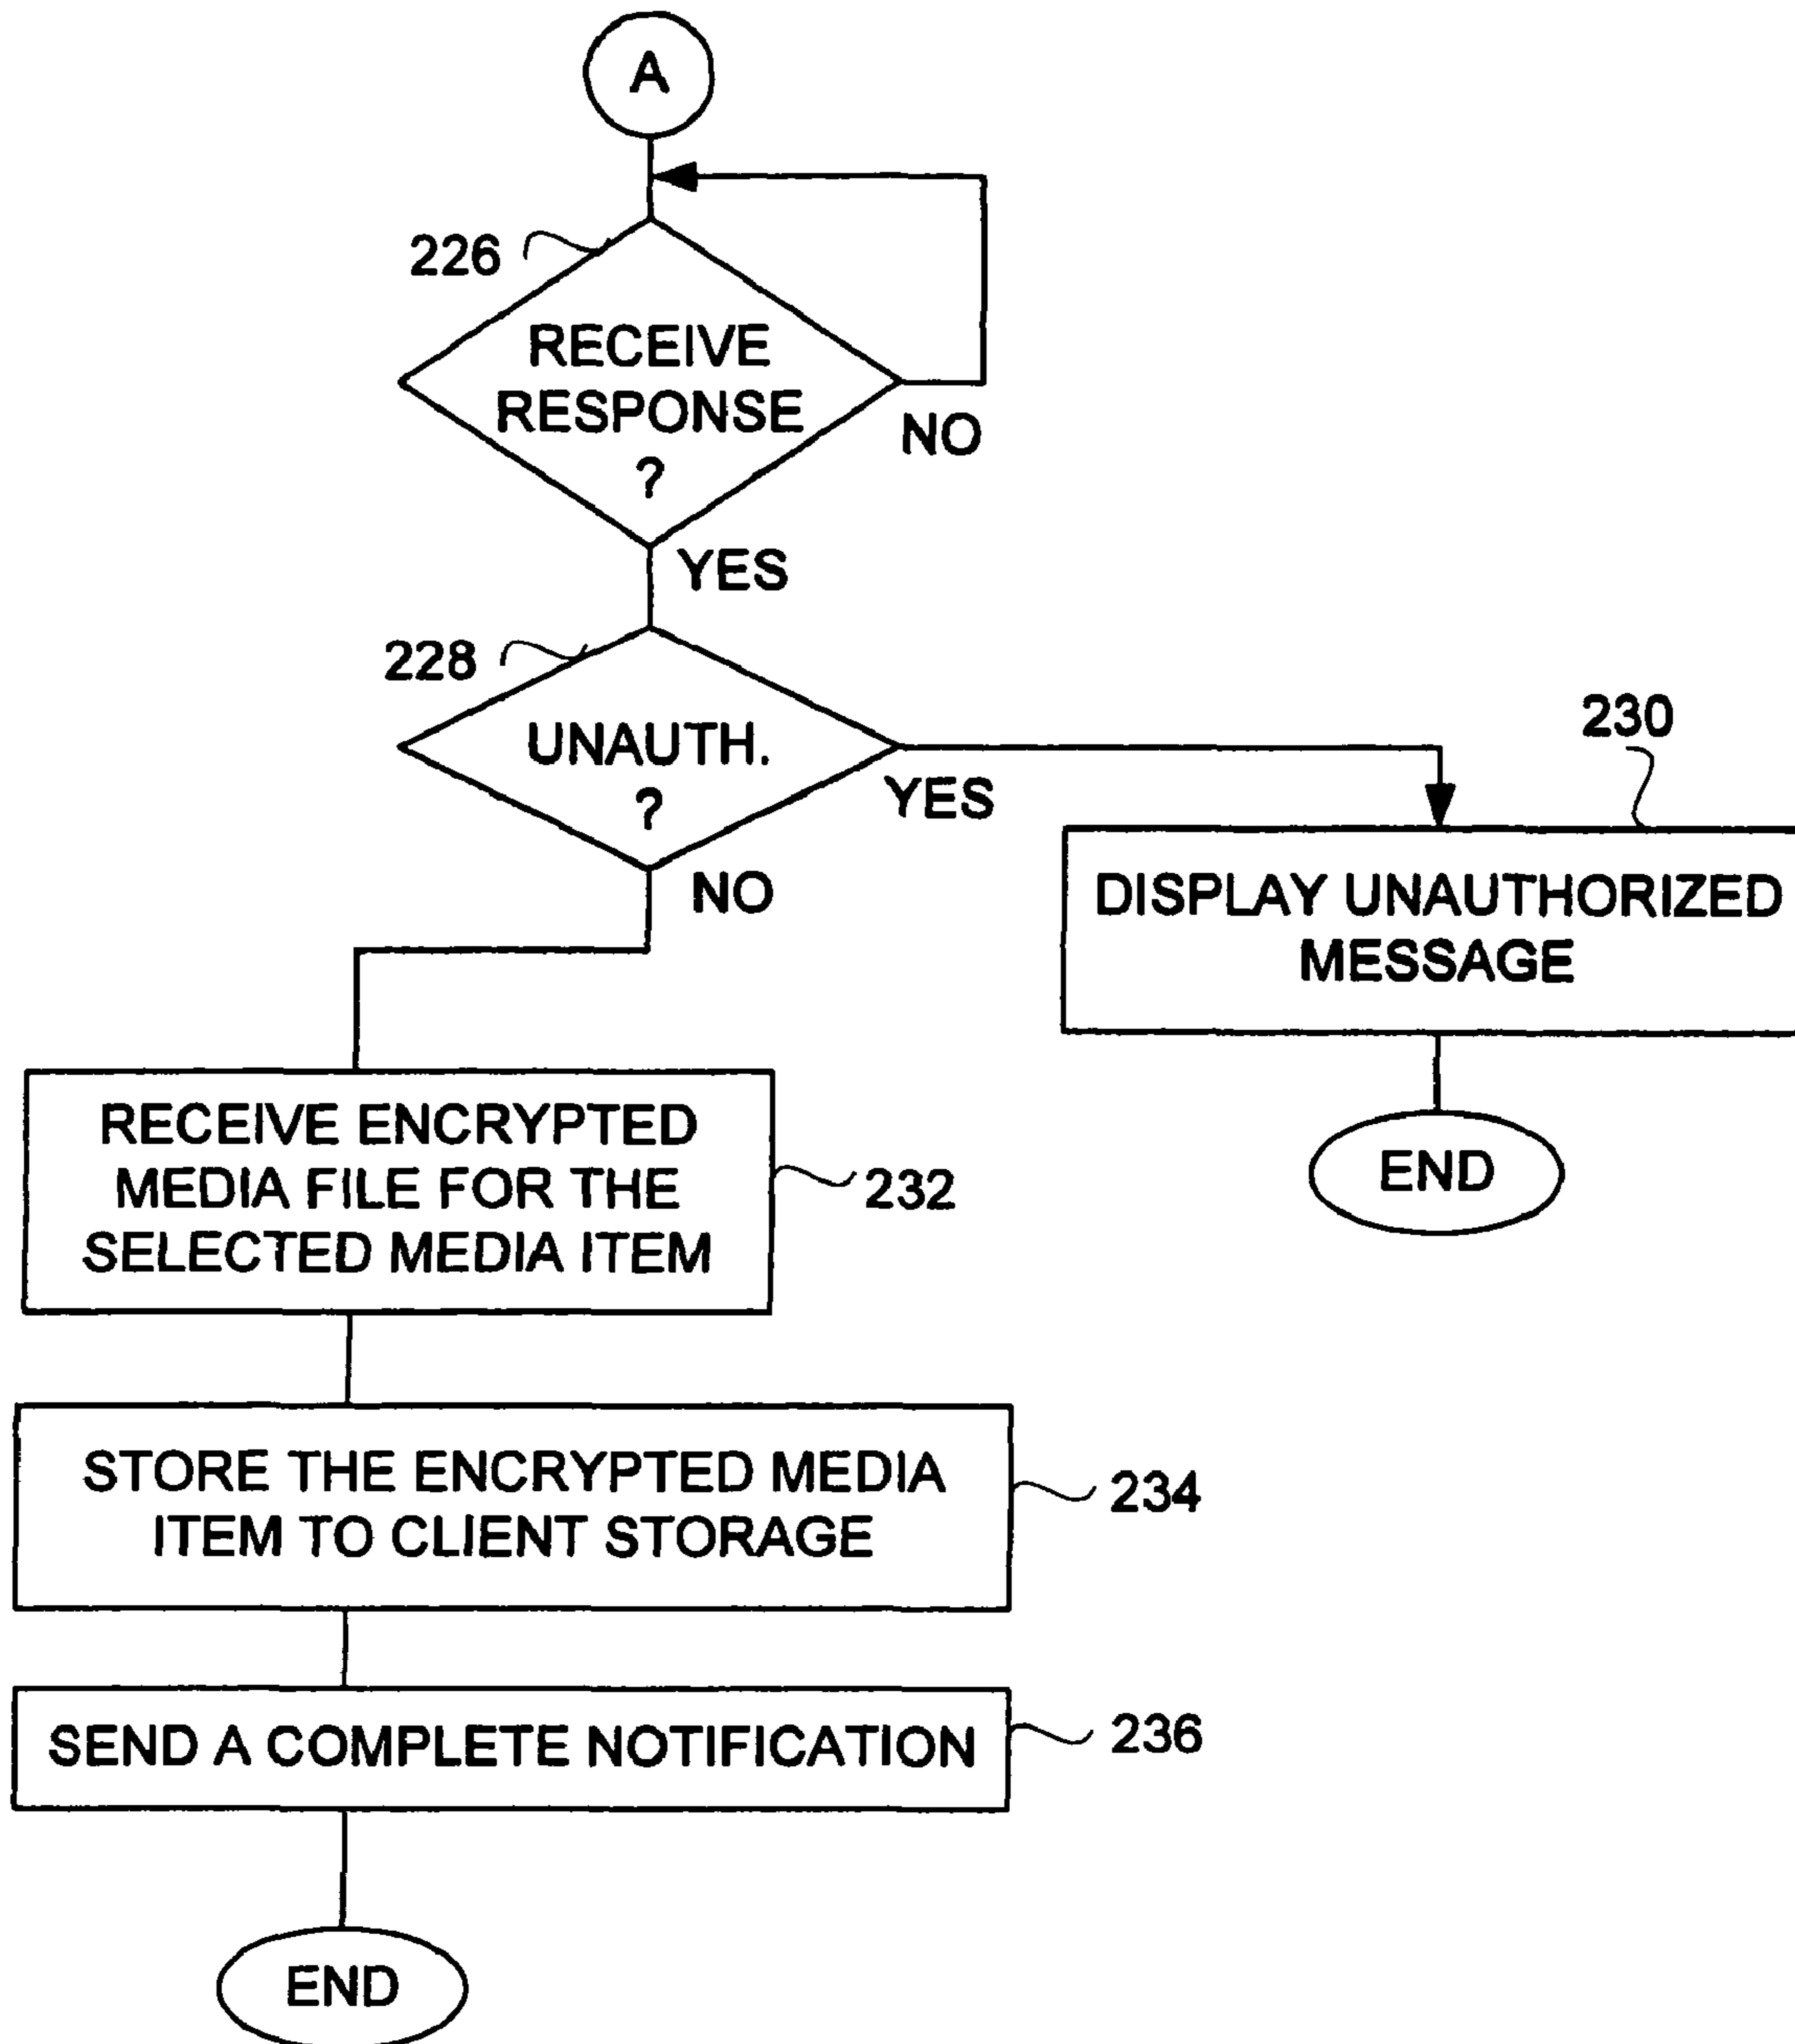 A
226
RECEIVE
RESPONSE
?
NO
YES
228
UNAUTH.
?
YES
NO
230
DISPLAY UNAUTHORIZED
MESSAGE
END
RECEIVE ENCRYPTED
MEDIA FILE FOR THE
SELECTED MEDIA ITEM
232
STORE THE ENCRYPTED MEDIA
ITEM TO CLIENT STORAGE
234
SEND A COMPLETE NOTIFICATION
236
END